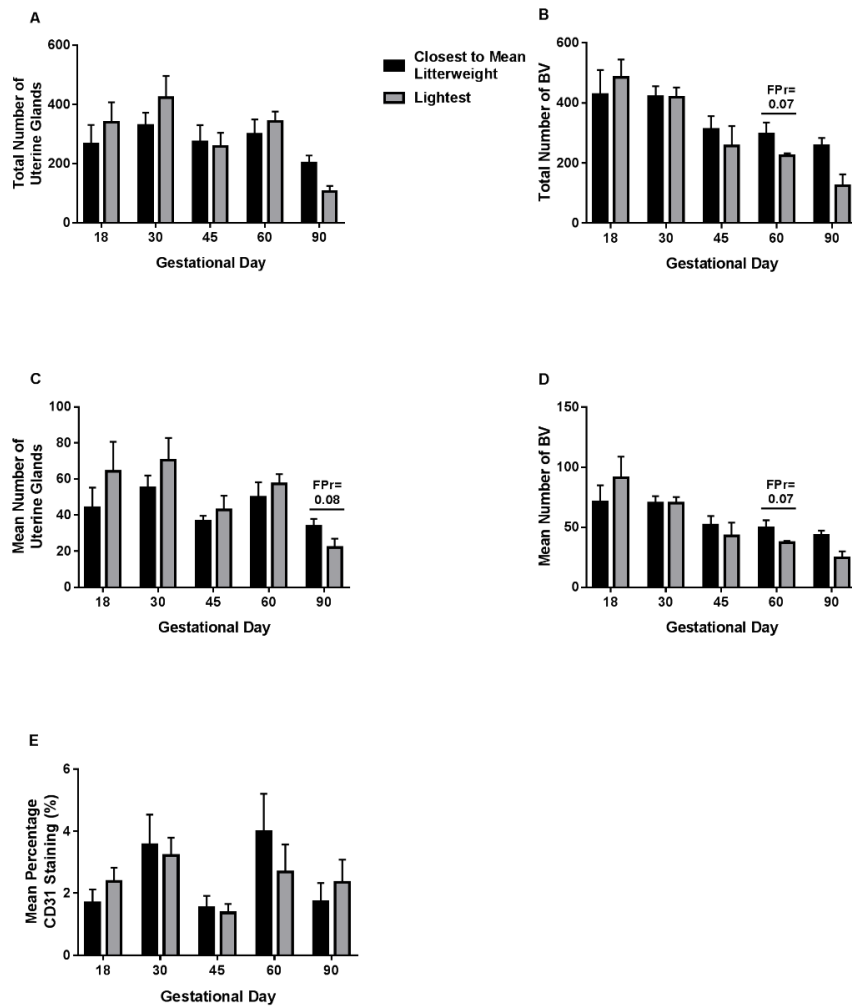 A
600
400
200
0
Total Number of
Uterine Glands
18 30 45 60 90
Gestational Day
Closest to Mean
Litterweight
Lightest
B
600
400
200
0
Total Number of BV
FPr=
0.07
18 30 45 60 90
Gestational Day
C
100
80
60
40
20
0
Mean Number of
Uterine Glands
FPr=
0.08
18 30 45 60 90
Gestational Day
D
150
100
50
0
Mean Number of BV
FPr=
0.07
18 30 45 60 90
Gestational Day
E
6
4
2
0
Mean Percentage
CD31 Staining (%)
18 30 45 60 90
Gestational Day